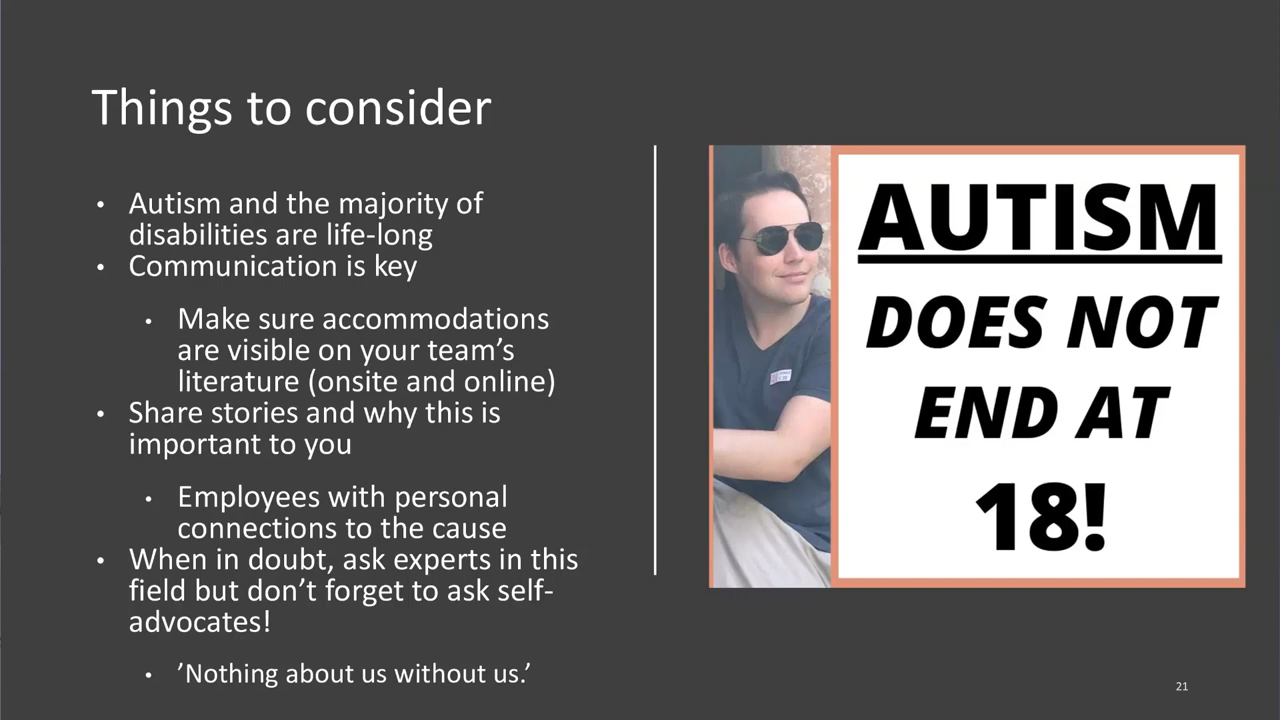 Things to consider
• Autism and the majority of
disabilities are life-long
• Communication is key
• Make sure accommodations
are visible on your team’s
literature (onsite and online)
• Share stories and why this is
important to you
• Employees with personal
connections to the cause
• When in doubt, ask experts in this
field but don’t forget to ask self-
advocates!
• ’Nothing about us without us.’
AUTISM
DOES NOT
END AT
18!
21